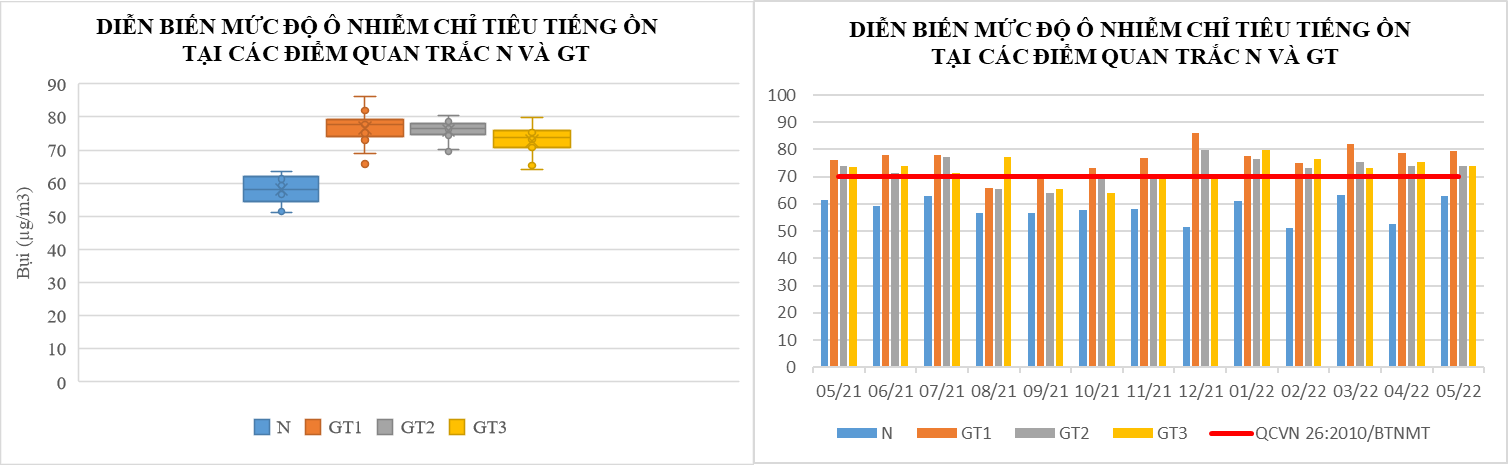 DIỄN BIẾN MỨC ĐỘ Ô NHIỄM CHỈ TIÊU TIẾNG ỒN
TẠI CÁC ĐIỂM QUAN TRẮC N VÀ GT
90
80
70
60
50
40
30
20
10
0
Bụi (µg/m3)
N GT1 GT2 GT3
DIỄN BIẾN MỨC ĐỘ Ô NHIỄM CHỈ TIÊU TIẾNG ỒN
TẠI CÁC ĐIỂM QUAN TRẮC N VÀ GT
100
90
80
70
60
50
40
30
20
10
0
05/21 06/21 07/21 08/21 09/21 10/21 11/21 12/21 01/22 02/22 03/22 04/22 05/22
N GT1 GT2 GT3 QCVN 26:2010/BTNMT